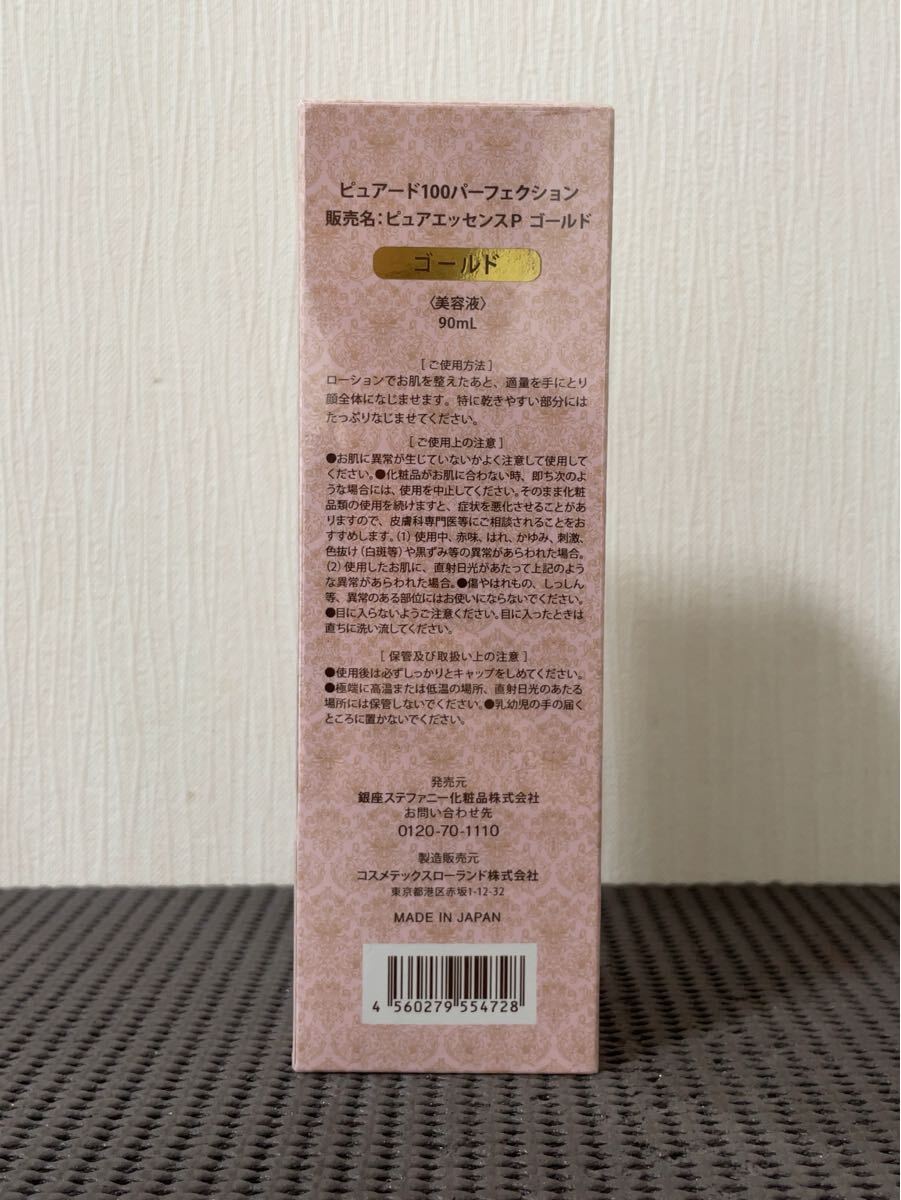 ピュアード100パーフェクション
販売名:ピュアエッセンスP ゴールド
ゴールド
〈美容液〉
90mL
[ ご使用方法 ]
ローションでお肌を整えたあと、適量を手にとり
顔全体になじませます。特に乾きやすい部分には
たっぷりなじませてください。
[ ご使用上の注意 ]
●お肌に異常が生じていないかよく注意して使用して
ください。●化粧品がお肌に合わない時、即ち次のよ
うな場合には、使用を中止してください。そのまま化粧
品類の使用を続けますと、症状を悪化させることがあ
りますので、皮膚科専門医等にご相談されることをお
すすめします。(1) 使用中、赤味、はれ、かゆみ、刺激、
色抜け (白斑等) や黒ずみ等の異常があらわれた場合。
(2) 使用したお肌に、直射日光があたって上記のよう
な異常があらわれた場合。●傷やはれもの、しっしん
等、異常のある部位にはお使いにならないでください。
●目に入らないようご注意ください。目に入ったときは
直ちに洗い流してください。
[ 保管及び取扱い上の注意 ]
●使用後は必ずしっかりとキャップをしめてください。
●極端に高温または低温の場所、直射日光のあたる
場所には保管しないでください。●乳幼児の手の届く
ところに置かないでください。
発売元
銀座ステファニー化粧品株式会社
お問い合わせ先
0120-70-1110
製造販売元
コスメテックスローランド株式会社
東京都港区赤坂1-12-32
MADE IN JAPAN
4 560279 554728